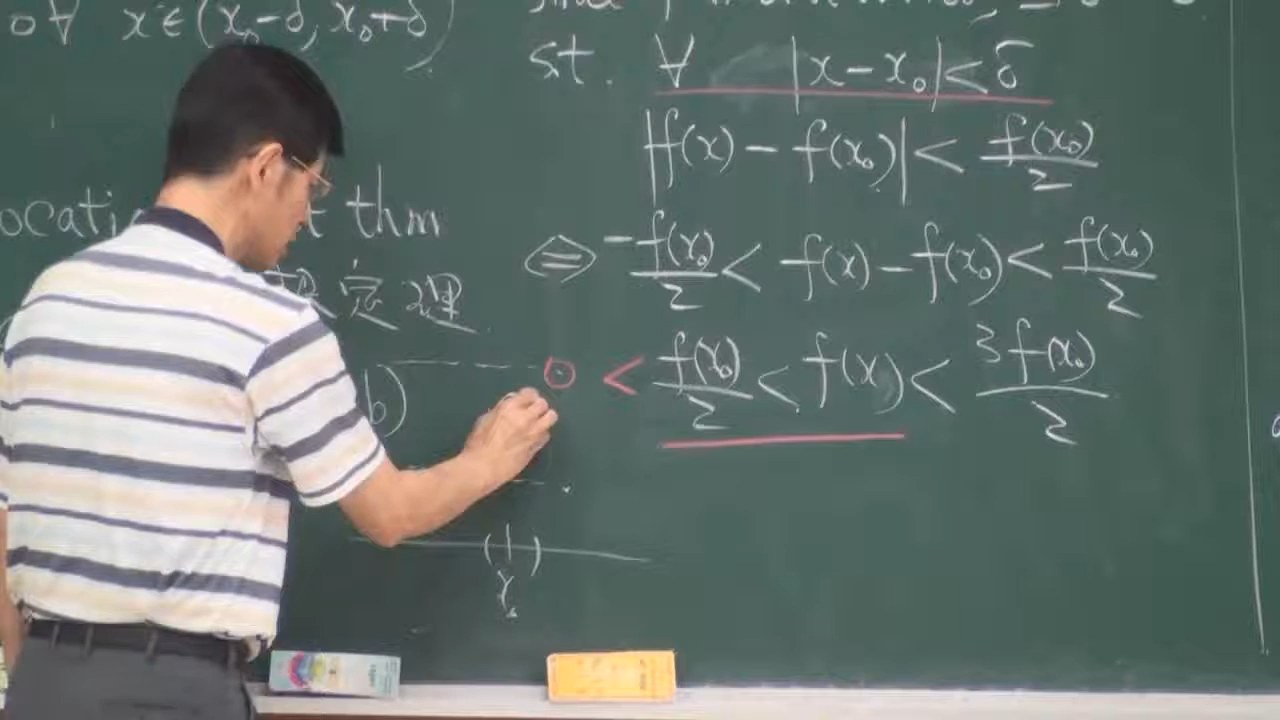 0 ∀ x ∈ (x₀-δ, x₀+δ)
st. ∀ |x-x₀|<δ
|f(x) - f(x₀)| < f(x₀)/2
thm
⇔ -f(x₀)/2 < f(x) - f(x₀) < f(x₀)/2
定理
b) 0 < f(x₀)/2 < f(x) < 3f(x₀)/2
( | )
x₀